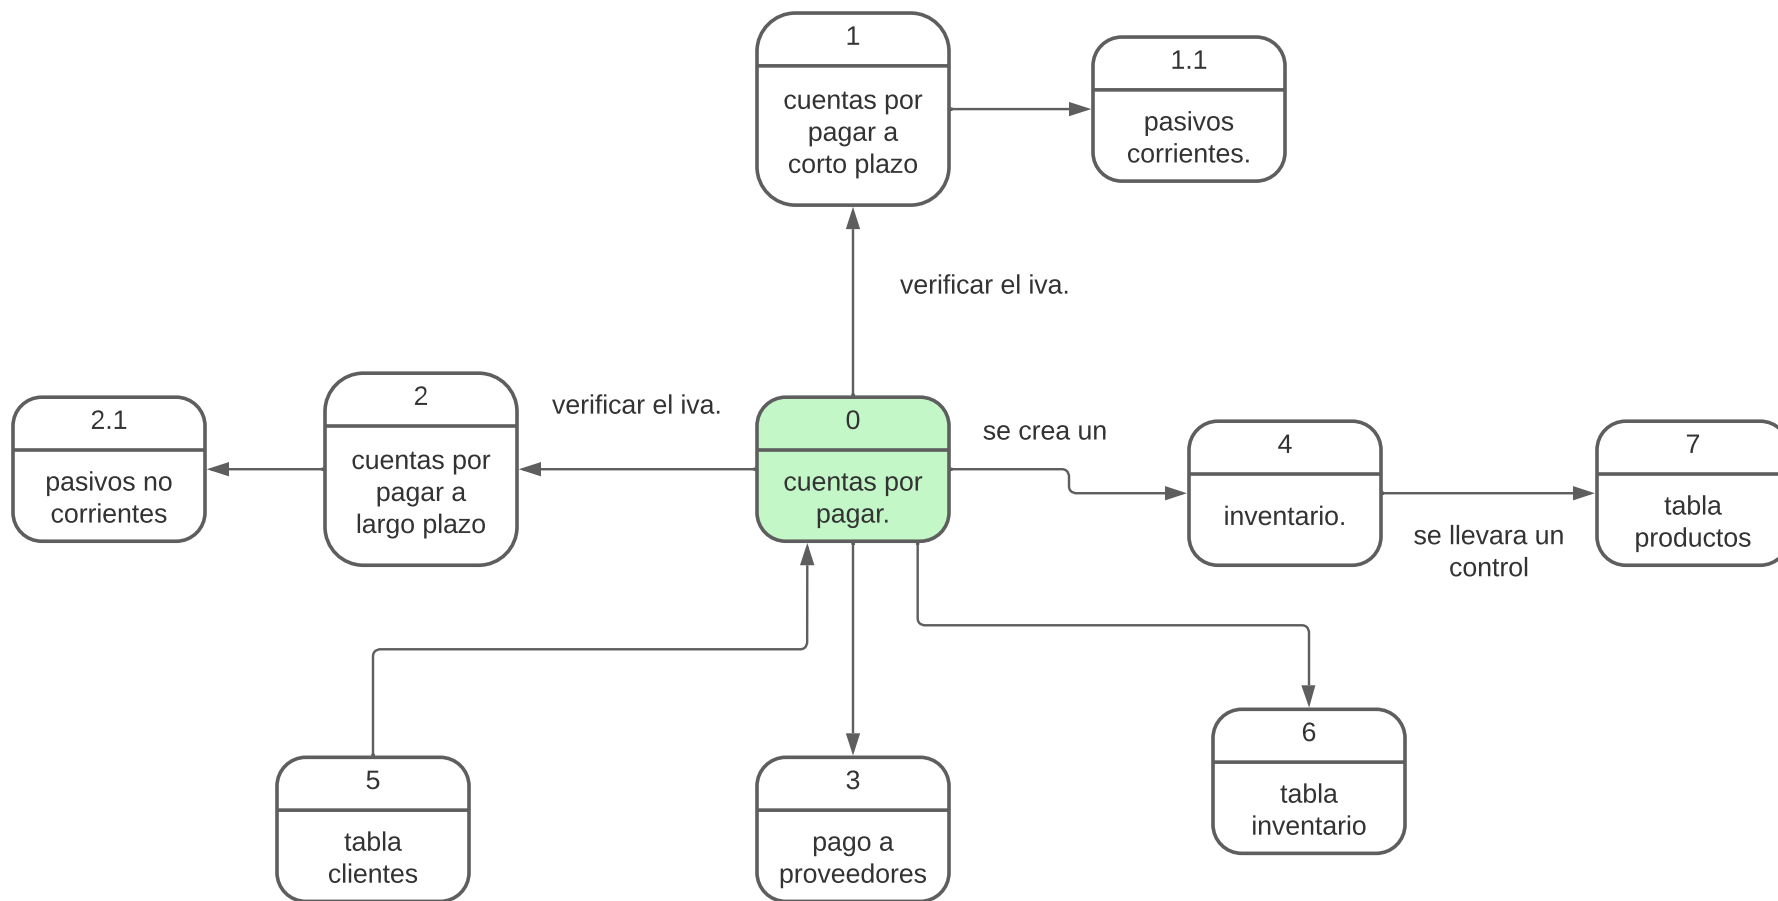 1
cuentas por
pagar a
corto plazo
1.1
pasivos
corrientes.
verificar el iva.
2.1
pasivos no
corrientes
2
cuentas por
pagar a
largo plazo
verificar el iva.
0
cuentas por
pagar.
se crea un
4
inventario.
se llevara un
control
7
tabla
productos
5
tabla
clientes
3
pago a
proveedores
6
tabla
inventario